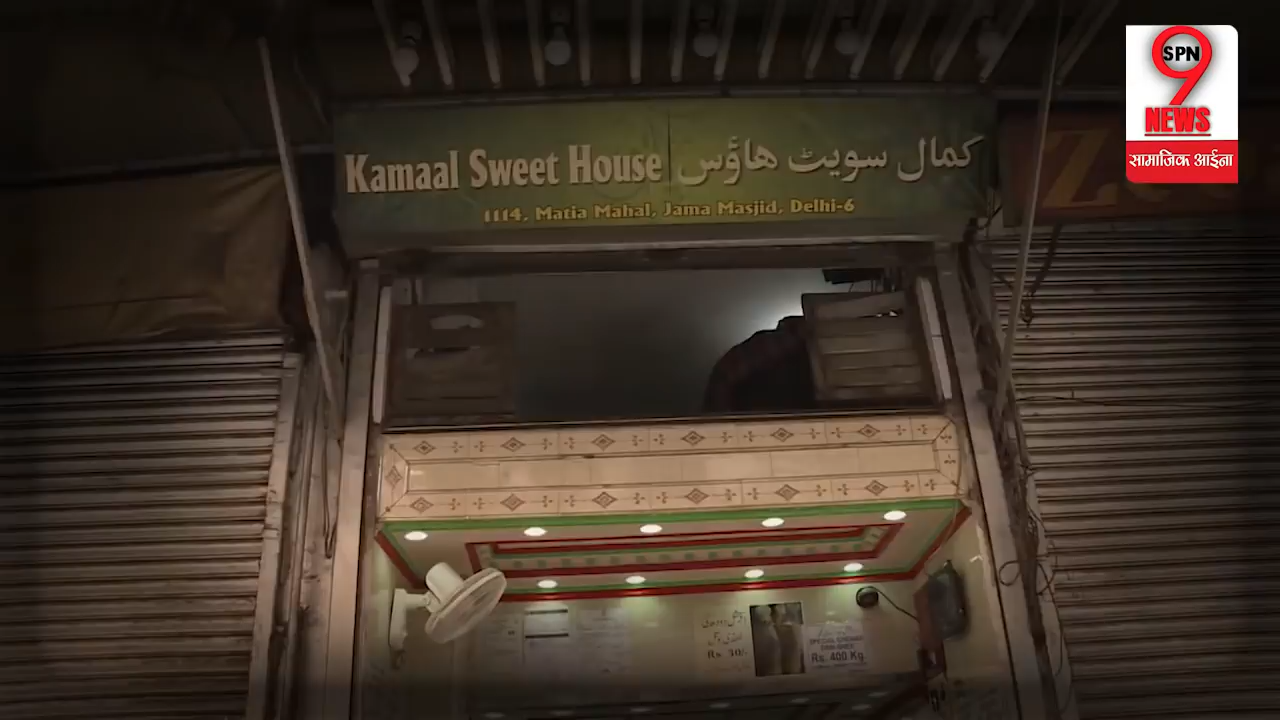 SPN
9
NEWS
सामाजिक आईना
Kamaal Sweet House
کمال سویٹ ھاؤس
1114, Matia Mahal, Jama Masjid, Delhi-6
Rs. 30/-
SPECIAL
Rs. 400 Kg.